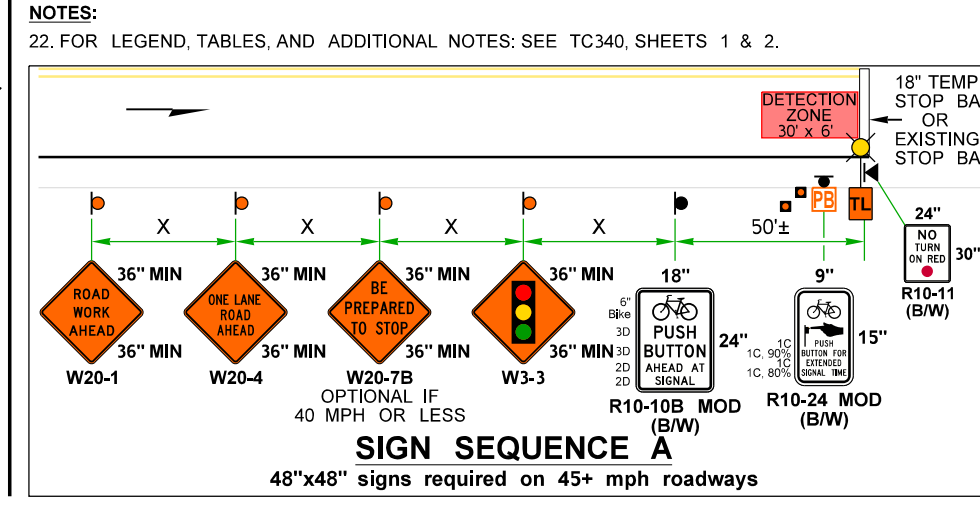 NOTES:
22. FOR LEGEND, TABLES, AND ADDITIONAL NOTES: SEE TC340, SHEETS 1 & 2.
DETECTION
ZONE
30' x 6'
18" TEMP
STOP BA
OR
EXISTING
STOP BA
PB
TL
X
X
X
X
50'±
24"
NO
TURN
ON RED
30"
R10-11
(B/W)
36" MIN
ROAD
WORK
AHEAD
36" MIN
W20-1
36" MIN
ONE LANE
ROAD
AHEAD
36" MIN
W20-4
36" MIN
BE
PREPARED
TO STOP
36" MIN
W20-7B
OPTIONAL IF
40 MPH OR LESS
36" MIN
36" MIN
W3-3
18"
6"
Bike
3D
3D
2D
2D
PUSH
BUTTON
AHEAD AT
SIGNAL
24"
R10-10B MOD
(B/W)
9"
1C
1C, 90%
1C
1C, 80%
PUSH
BUTTON FOR
EXTENDED
SIGNAL TIME
15"
R10-24 MOD
(B/W)
SIGN SEQUENCE A
48"x48" signs required on 45+ mph roadways